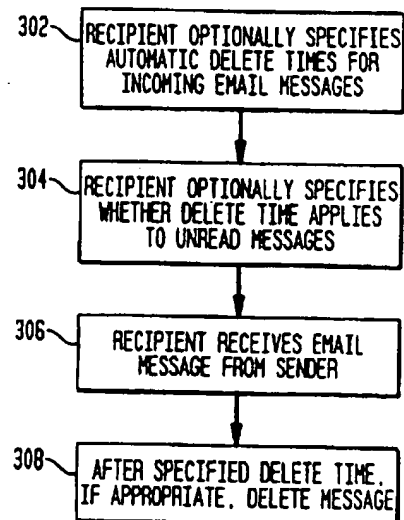 302
RECIPIENT OPTIONALLY SPECIFIES
AUTOMATIC DELETE TIMES FOR
INCOMING EMAIL MESSAGES
304
RECIPIENT OPTIONALLY SPECIFIES
WHETHER DELETE TIME APPLIES
TO UNREAD MESSAGES
306
RECIPIENT RECEIVES EMAIL
MESSAGE FROM SENDER
308
AFTER SPECIFIED DELETE TIME,
IF APPROPRIATE, DELETE MESSAGE